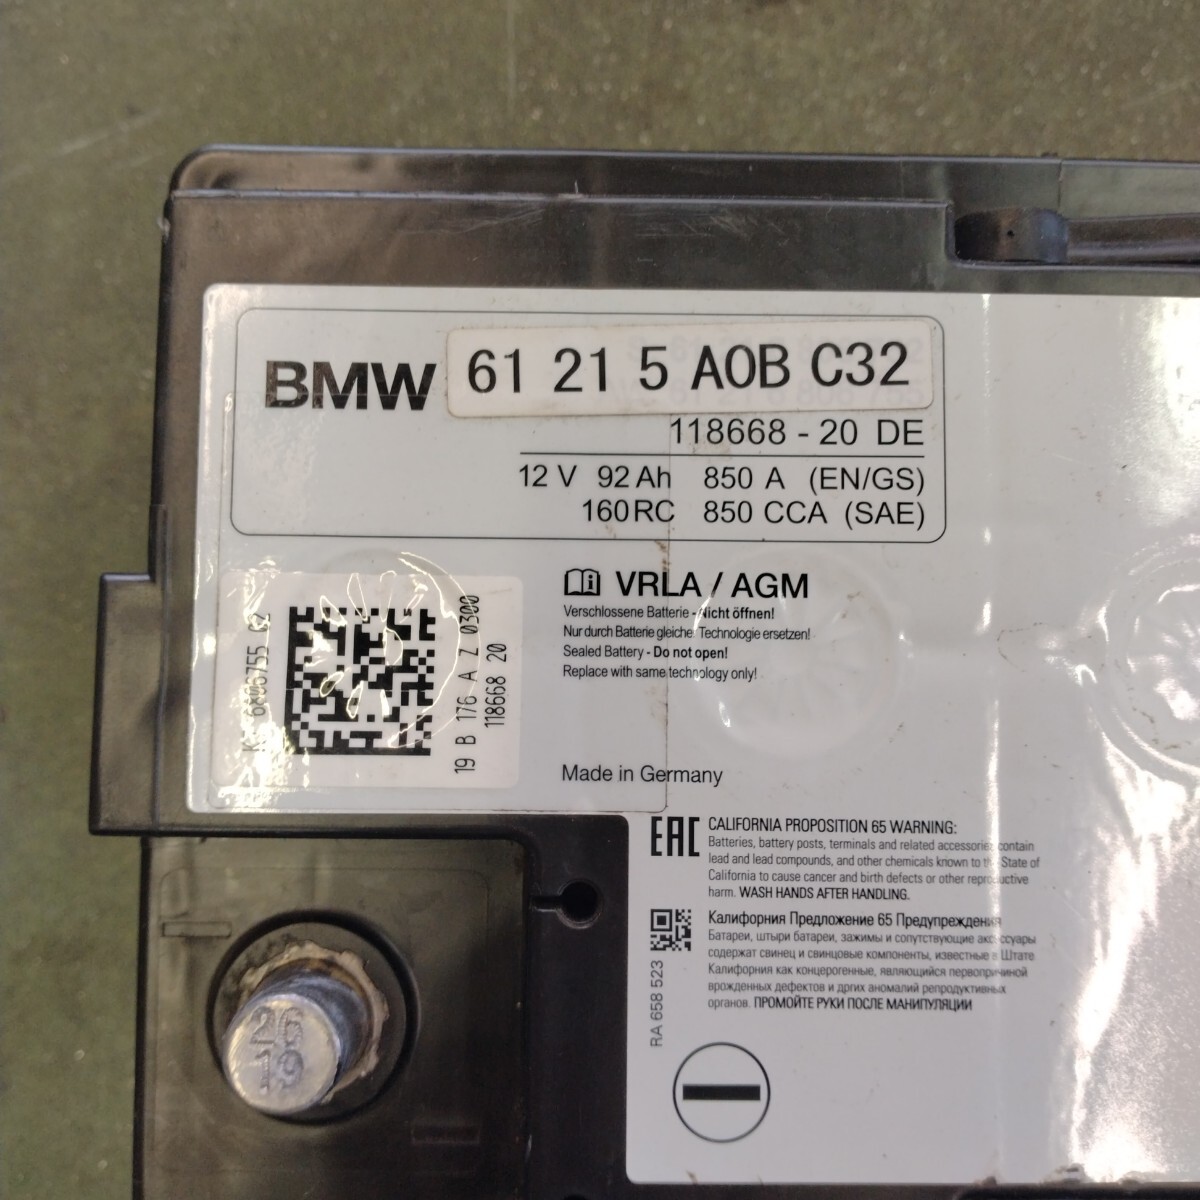 BMW 61 21 5 A0B C32
118668 - 20 DE
12 V 92 Ah 850 A (EN/GS)
160RC 850 CCA (SAE)
VRLA / AGM
Verschlossene Batterie - Nicht öffnen!
Nur durch Batterie gleicher Technologie ersetzen!
Sealed Battery - Do not open!
Replace with same technology only!
6806755 02
19 B 176 A Z 0300
118668 20
Made in Germany
EAC
CALIFORNIA PROPOSITION 65 WARNING:
Batteries, battery posts, terminals and related accessories contain
lead and lead compounds, and other chemicals known to the State of
California to cause cancer and birth defects or other reproductive
harm. WASH HANDS AFTER HANDLING.
Калифорния Предложение 65 Предупреждения
Батареи, штыри батареи, зажимы и сопутствующие аксессуары
содержат свинец и свинцовые компоненты, известные в Штате
Калифорния как концерогенные, являющийся первопричиной
врожденных дефектов и дргих аномалий репродуктивных
органов. ПРОМОЙТЕ РУКИ ПОСЛЕ МАНИПУЛЯЦИИ
RA 658 523